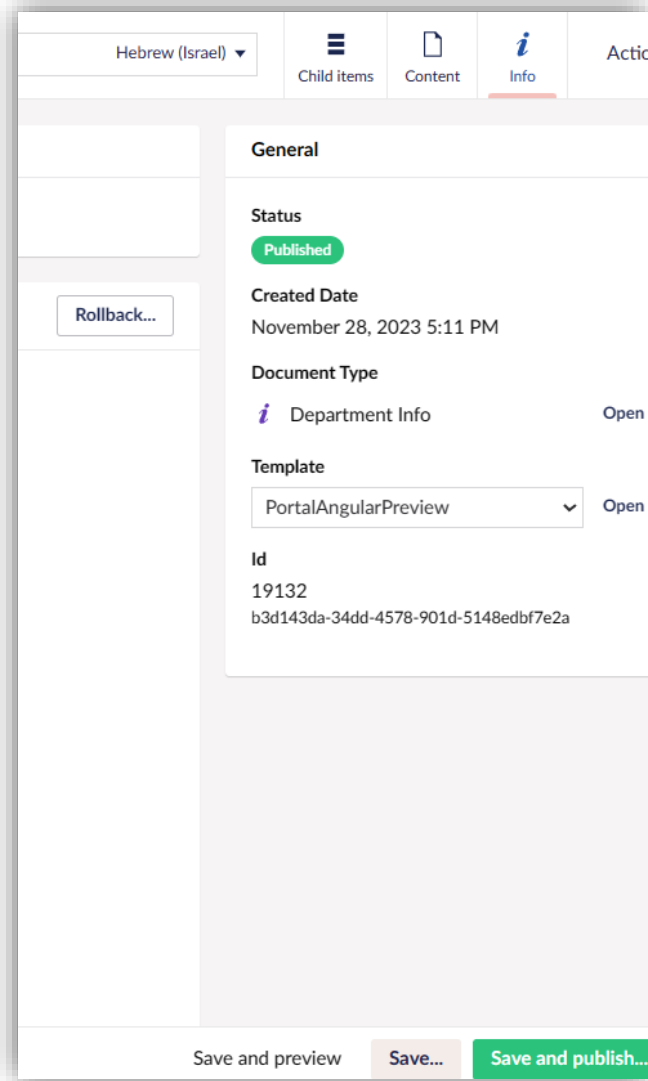 Hebrew (Israel)
Child items
Content
Info
Actio
General
Status
Published
Rollback...
Created Date
November 28, 2023 5:11 PM
Document Type
Department Info
Open
Template
PortalAngularPreview
Open
Id
19132
b3d143da-34dd-4578-901d-5148edbf7e2a
Save and preview
Save...
Save and publish...